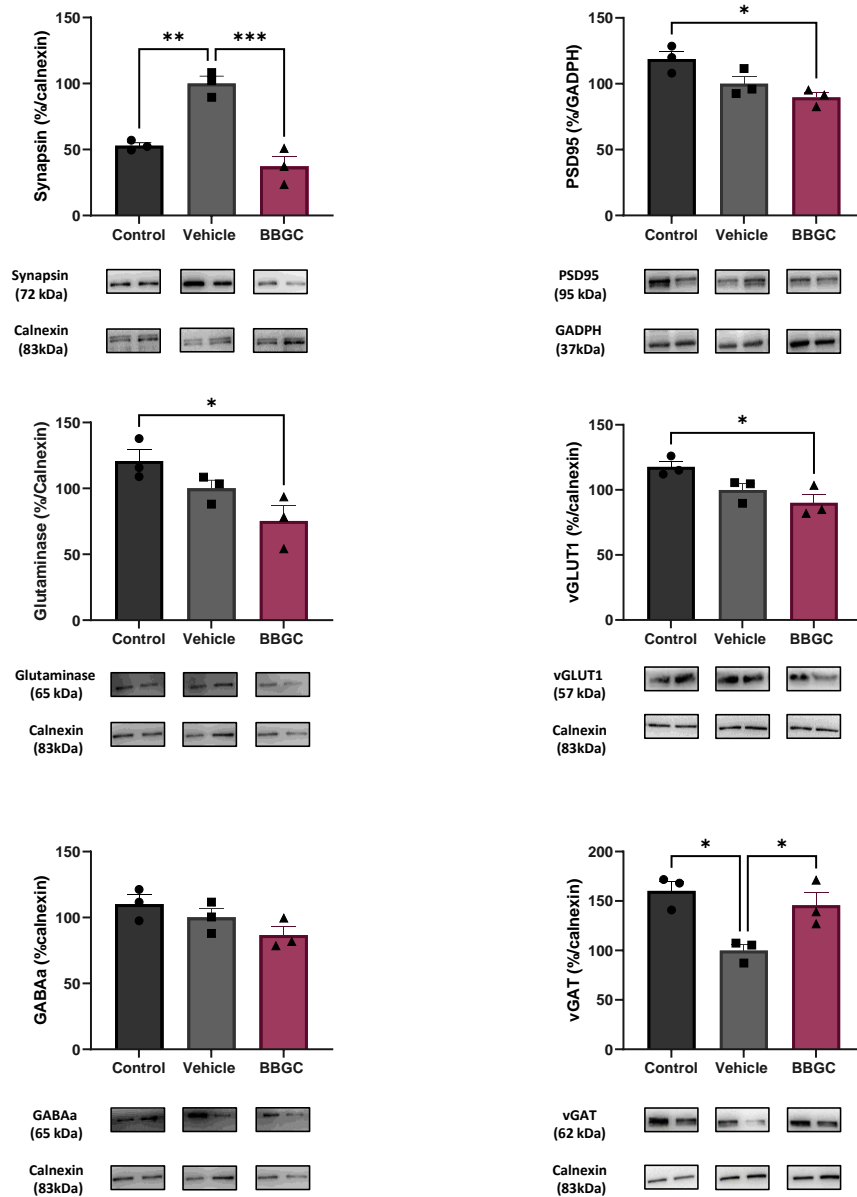 Synapsin (%/calnexin)
150
100
50
0
** ***
Control Vehicle BBGC
Synapsin
(72 kDa)
Calnexin
(83kDa)
PSD95 (%/GADPH)
150
100
50
0
*
Control Vehicle BBGC
PSD95
(95 kDa)
GADPH
(37kDa)
Glutaminase (%/Calnexin)
150
100
50
0
*
Control Vehicle BBGC
Glutaminase
(65 kDa)
Calnexin
(83kDa)
vGLUT1 (%/calnexin)
150
100
50
0
*
Control Vehicle BBGC
vGLUT1
(57 kDa)
Calnexin
(83kDa)
GABAa (%calnexin)
150
100
50
0
Control Vehicle BBGC
GABAa
(65 kDa)
Calnexin
(83kDa)
vGAT (%/calnexin)
200
150
100
50
0
* *
Control Vehicle BBGC
vGAT
(62 kDa)
Calnexin
(83kDa)